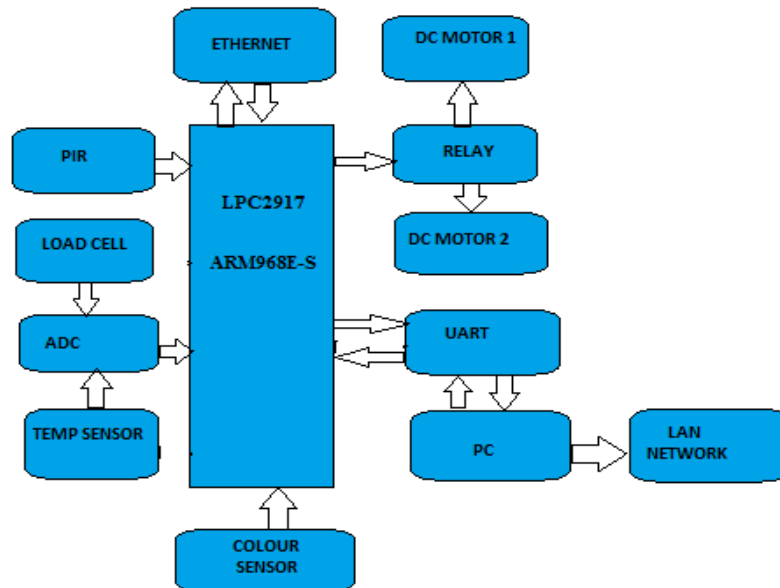 ETHERNET
DC MOTOR 1
PIR
RELAY
LPC2917
LOAD CELL
DC MOTOR 2
ARM968E-S
ADC
UART
TEMP SENSOR
PC
LAN
NETWORK
COLOUR
SENSOR